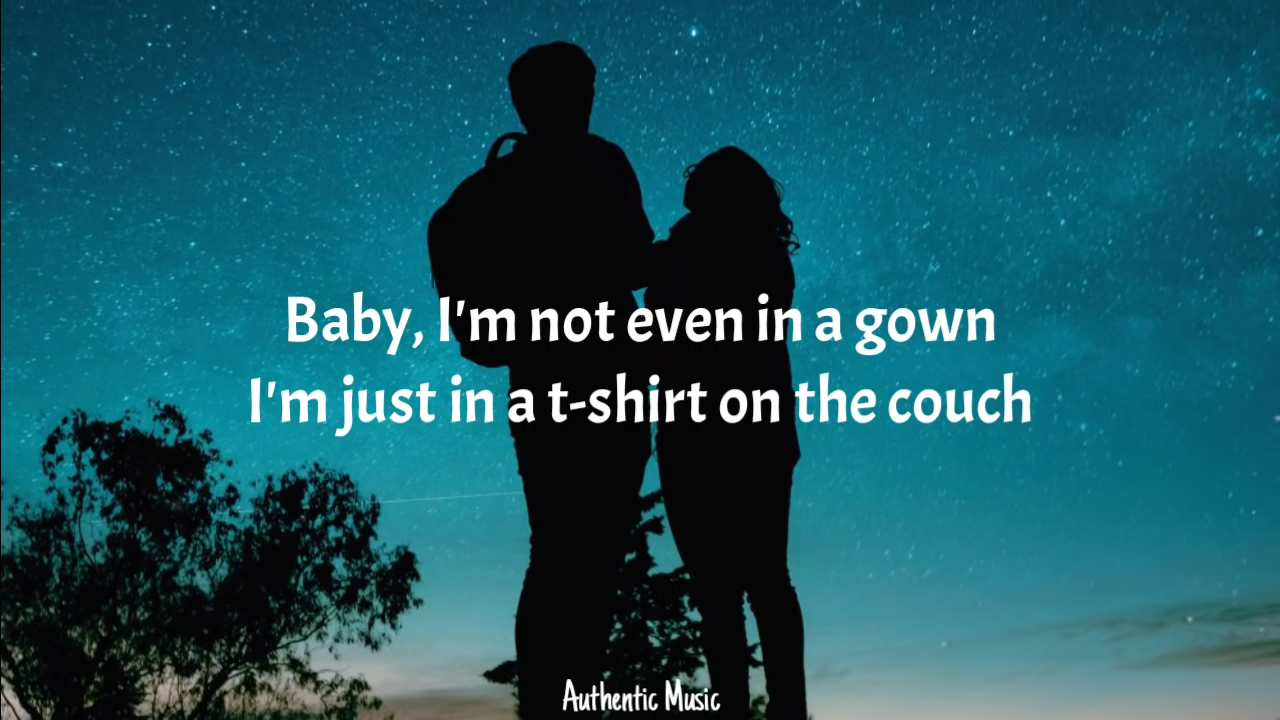 Baby, I'm not even in a gown
I'm just in a t-shirt on the couch
Authentic Music